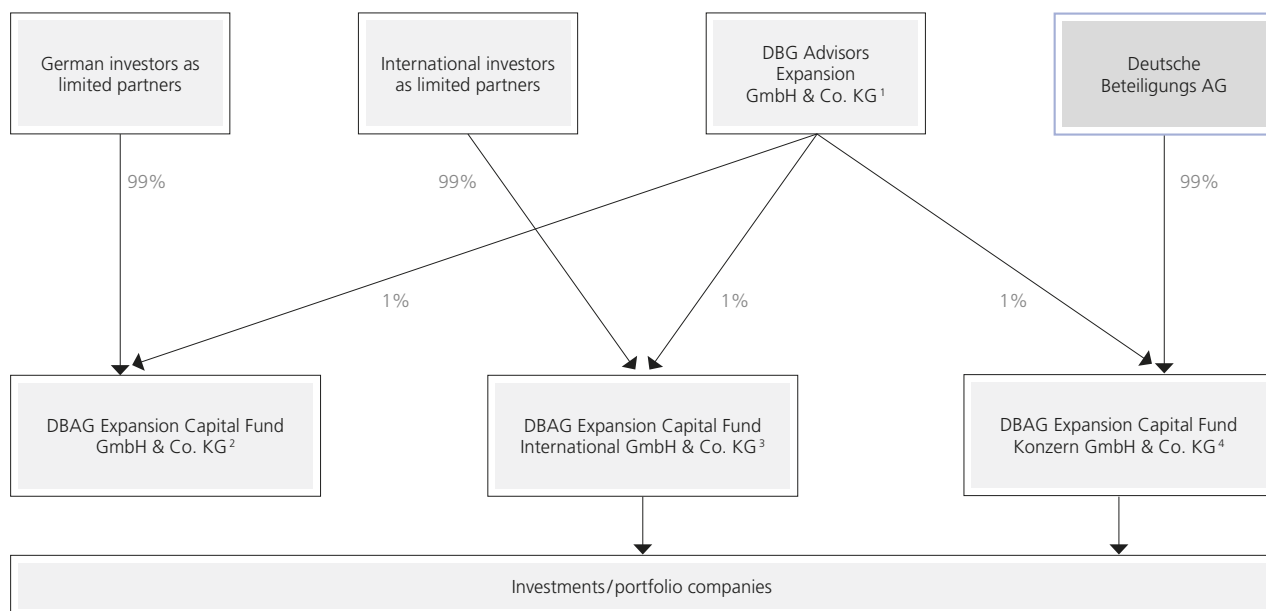 German investors as
limited partners
International investors
as limited partners
DBG Advisors
Expansion
GmbH & Co. KG 1
Deutsche
Beteiligungs AG
99%
99%
99%
1%
1%
1%
DBAG Expansion Capital Fund
GmbH & Co. KG 2
DBAG Expansion Capital Fund
International GmbH & Co. KG 3
DBAG Expansion Capital Fund
Konzern GmbH & Co. KG 4
Investments/portfolio companies